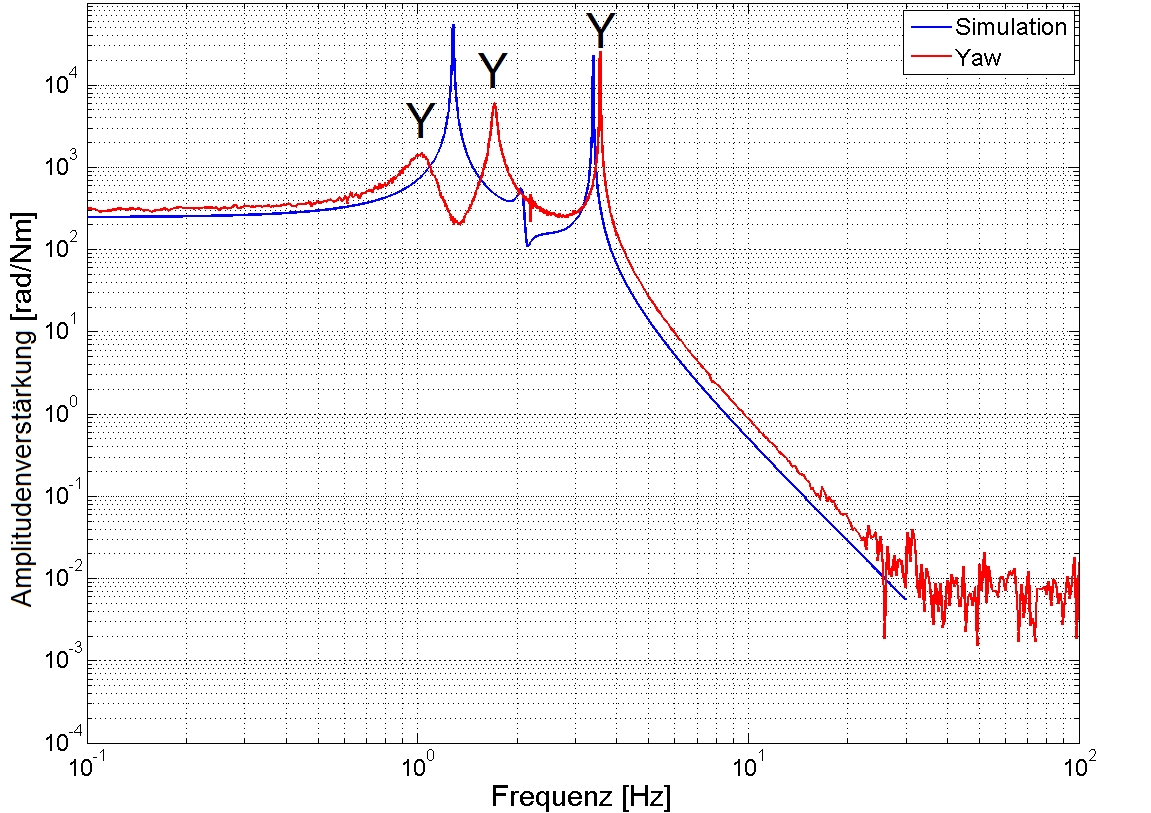 Y
Y
Y
Simulation
Yaw
Amplitudenverstärkung [rad/Nm]
10^4
10^3
10^2
10^1
10^0
10^-1
10^-2
10^-3
10^-4
10^-1 10^0 10^1 10^2
Frequenz [Hz]